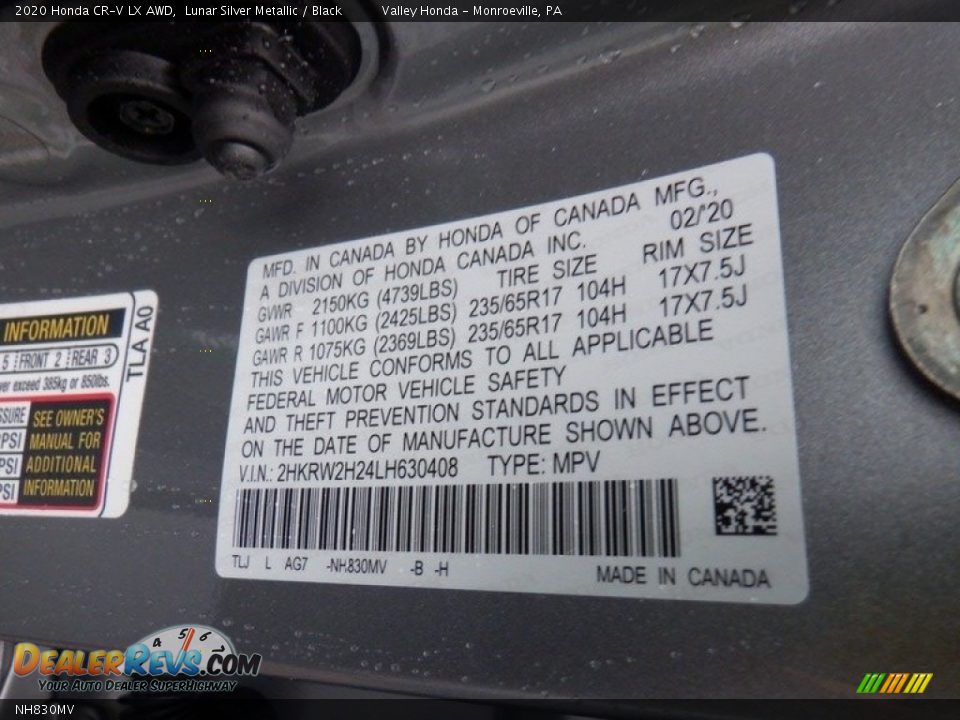 2020 Honda CR-V LX AWD, Lunar Silver Metallic / Black Valley Honda - Monroeville, PA
MFD. IN CANADA BY HONDA OF CANADA MFG.,
A DIVISION OF HONDA CANADA INC. 02/'20
GVWR 2150KG (4739LBS) TIRE SIZE RIM SIZE
GAWR F 1100KG (2425LBS) 235/65R17 104H 17X7.5J
GAWR R 1075KG (2369LBS) 235/65R17 104H 17X7.5J
THIS VEHICLE CONFORMS TO ALL APPLICABLE
FEDERAL MOTOR VEHICLE SAFETY
AND THEFT PREVENTION STANDARDS IN EFFECT
ON THE DATE OF MANUFACTURE SHOWN ABOVE.
V.I.N.: 2HKRW2H24LH630408 TYPE: MPV
TLJ L AG7 -NH830MV -B -H
MADE IN CANADA
INFORMATION
TLA A0
5 FRONT 2 REAR 3
ver exceed 385kg or 850lbs.
SSURE
PSI
PSI
PSI
SEE OWNER'S
MANUAL FOR
ADDITIONAL
INFORMATION
4 5 6
DEALERREVS.COM
YOUR AUTO DEALER SUPERHIGHWAY
NH830MV